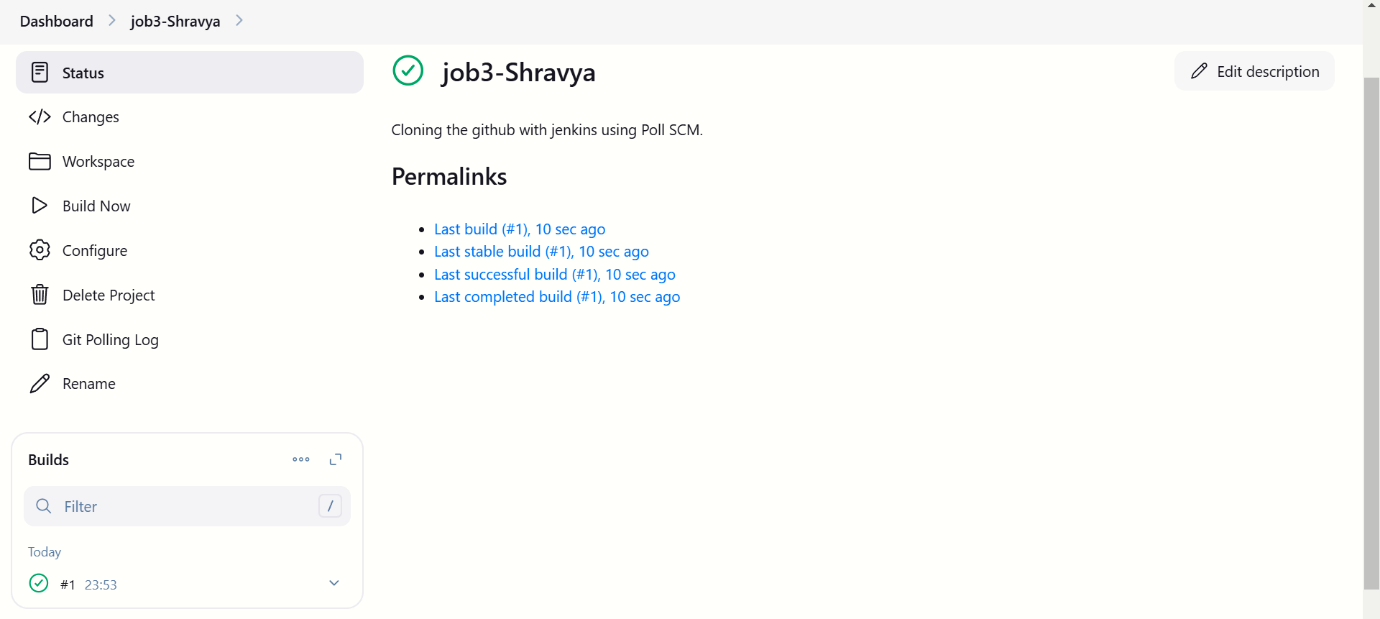 Dashboard > job3-Shravya >
Status
Changes
Workspace
Build Now
Configure
Delete Project
Git Polling Log
Rename
Builds
Filter /
Today
#1 23:53
job3-Shravya
Edit description
Cloning the github with jenkins using Poll SCM.
Permalinks
Last build (#1), 10 sec ago
Last stable build (#1), 10 sec ago
Last successful build (#1), 10 sec ago
Last completed build (#1), 10 sec ago